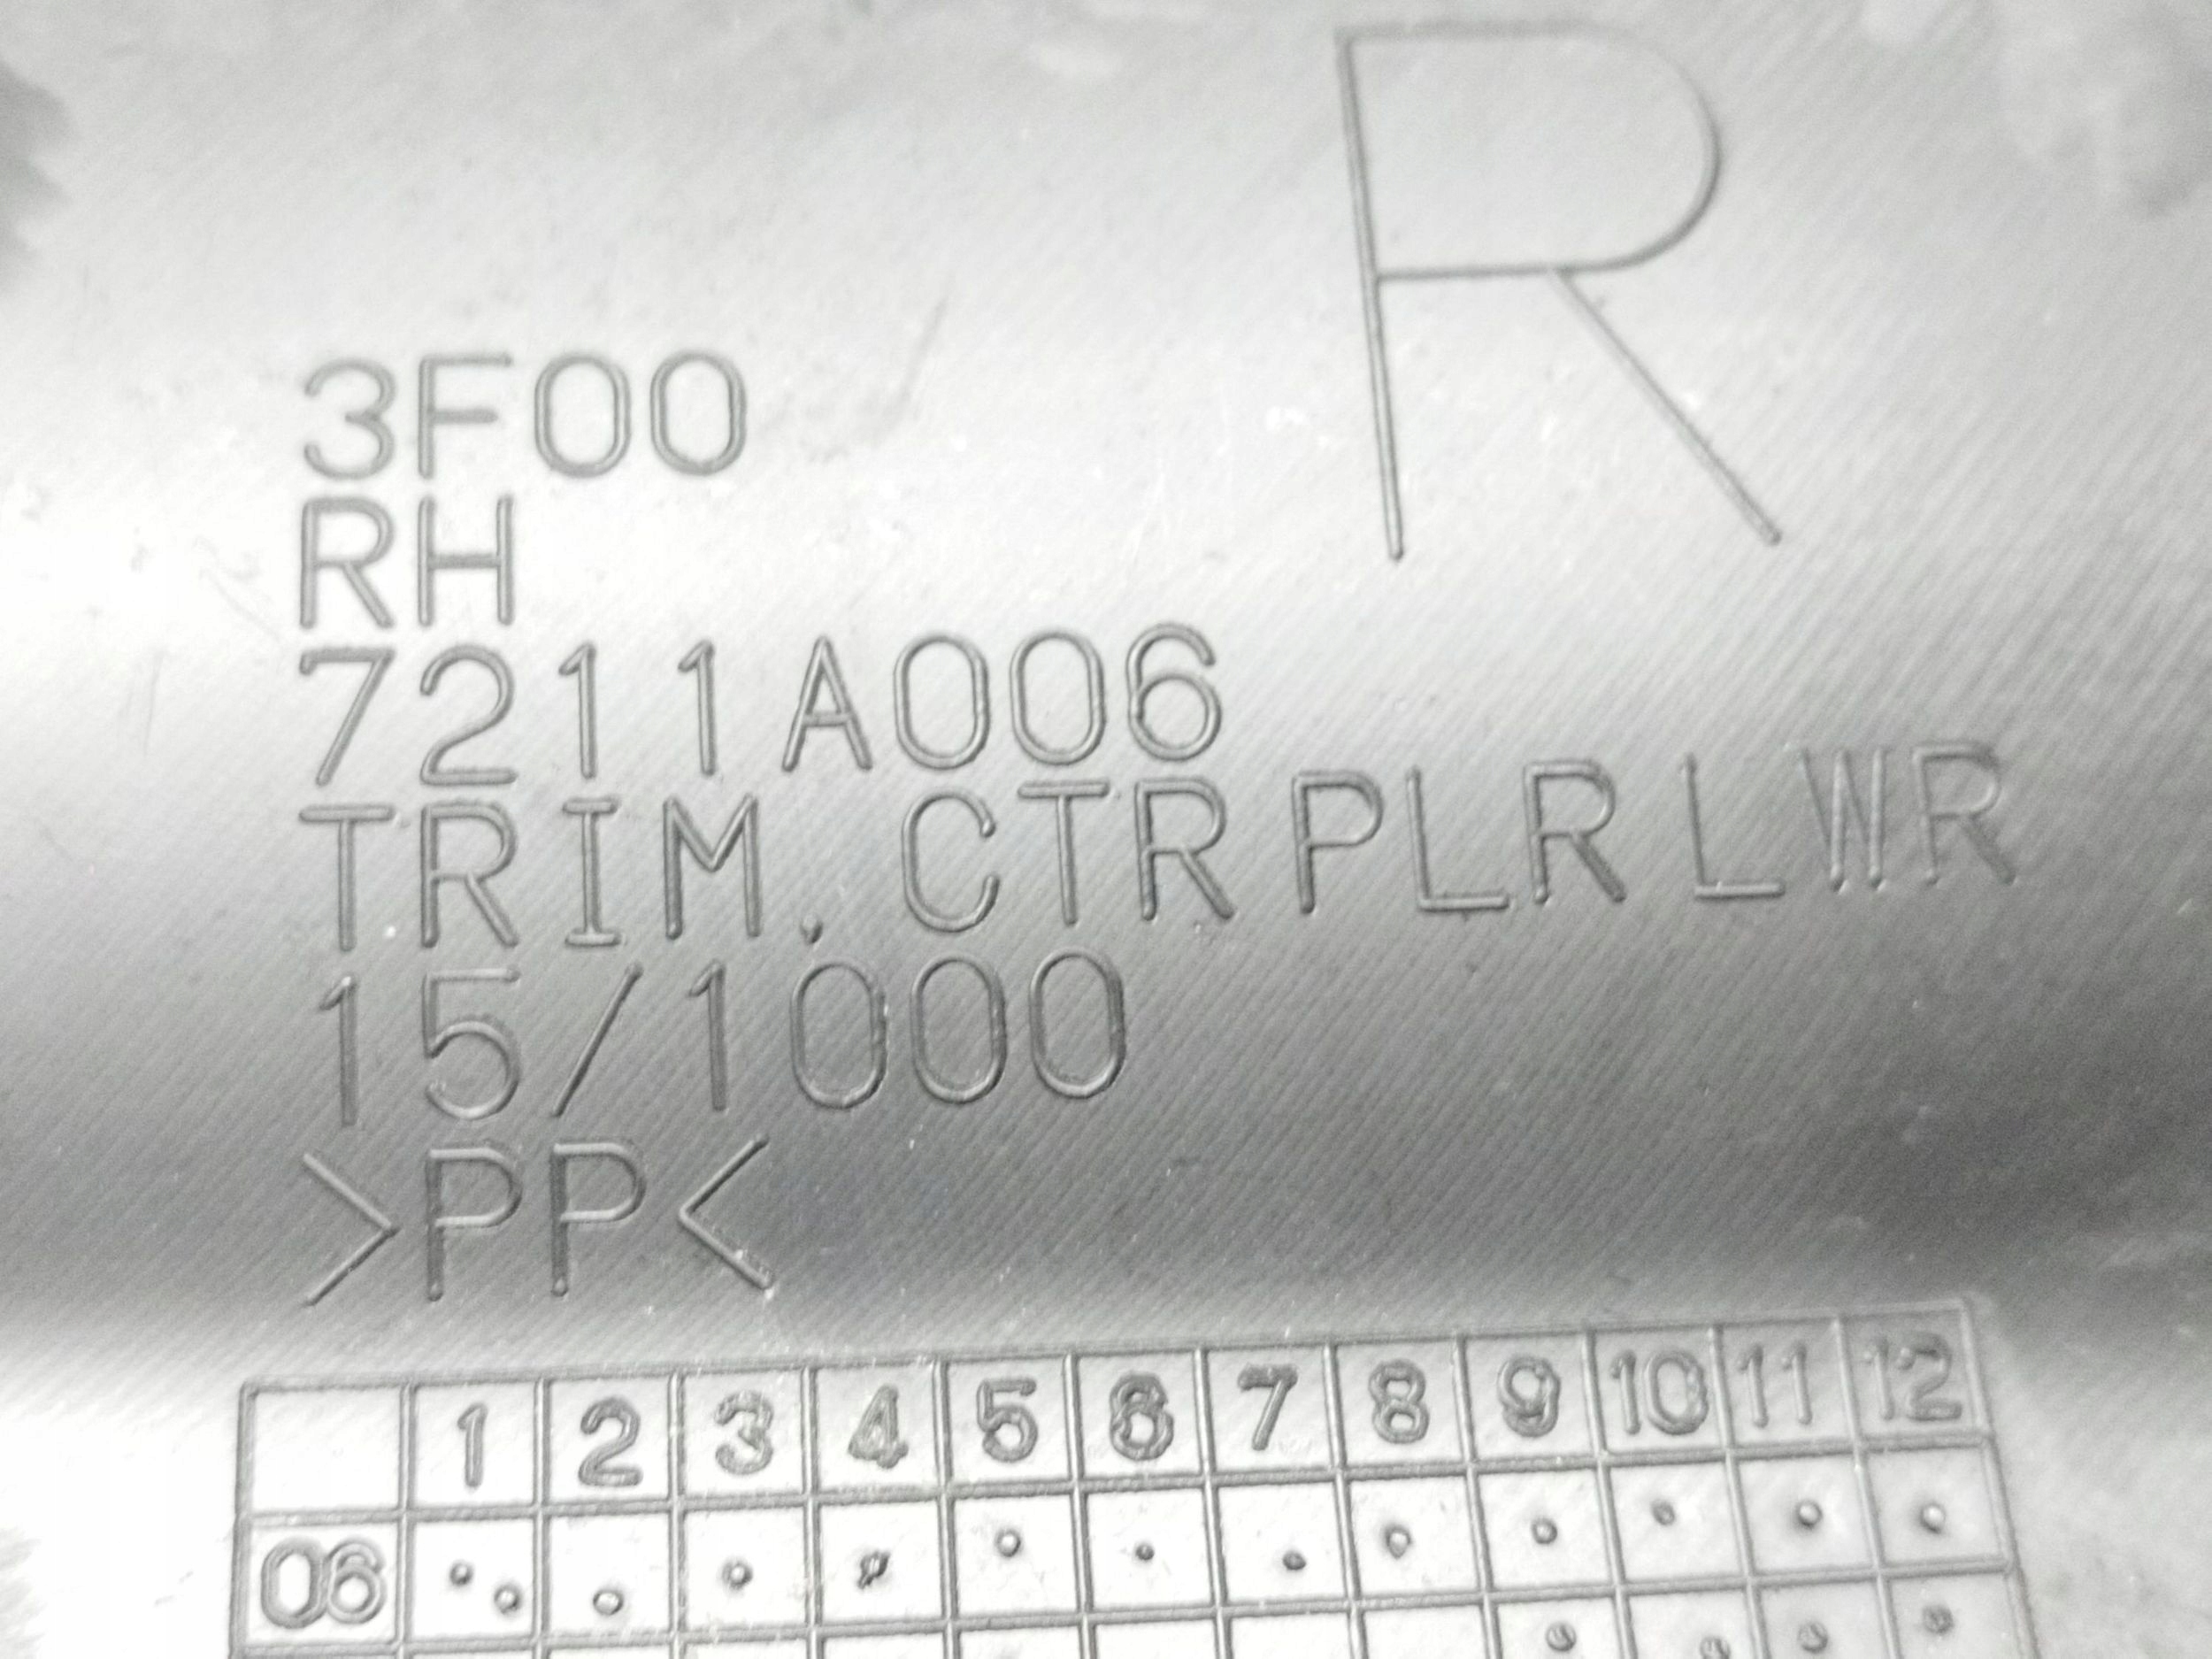 R
3F00
RH
7211A006
TRIM, CTR PLR LWR
15/1000
>PP<
1 2 3 4 5 6 7 8 9 10 11 12
06